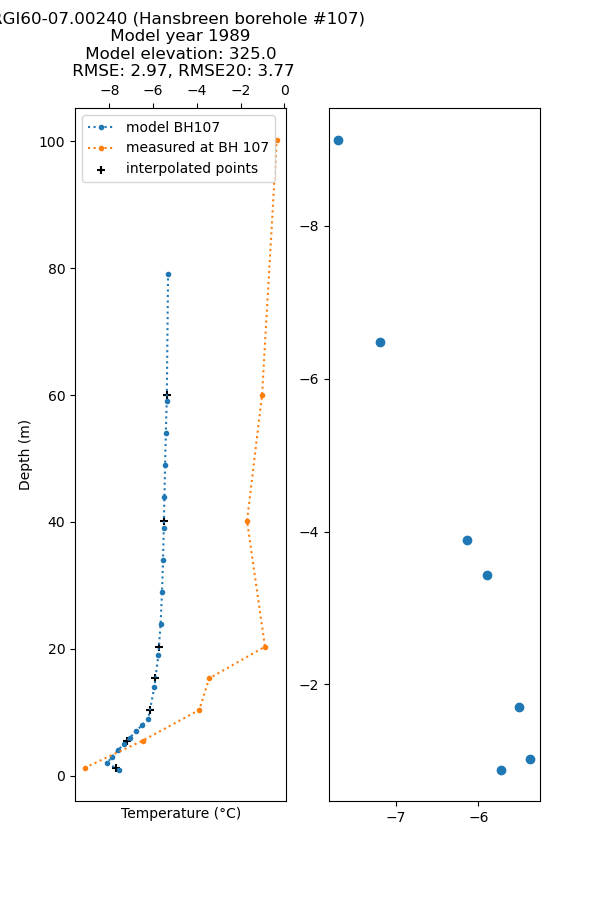 RGI60-07.00240 (Hansbreen borehole #107)
Model year 1989
Model elevation: 325.0
RMSE: 2.97, RMSE20: 3.77
−8 −6 −4 −2 0
model BH107
measured at BH 107
interpolated points
100
80
60
40
20
0
Depth (m)
Temperature (°C)
−8
−6
−4
−2
−7 −6